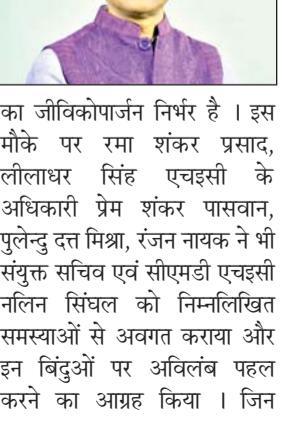 का जीविकोपार्जन निर्भर है । इस
मौके पर रमा शंकर प्रसाद,
लीलाधर सिंह एचइसी के
अधिकारी प्रेम शंकर पासवान,
पुलेन्दु दत्त मिश्रा, रंजन नायक ने भी
संयुक्त सचिव एवं सीएमडी एचइसी
नलिन सिंघल को निम्नलिखित
समस्याओं से अवगत कराया और
इन बिंदुओं पर अविलंब पहल
करने का आग्रह किया । जिन